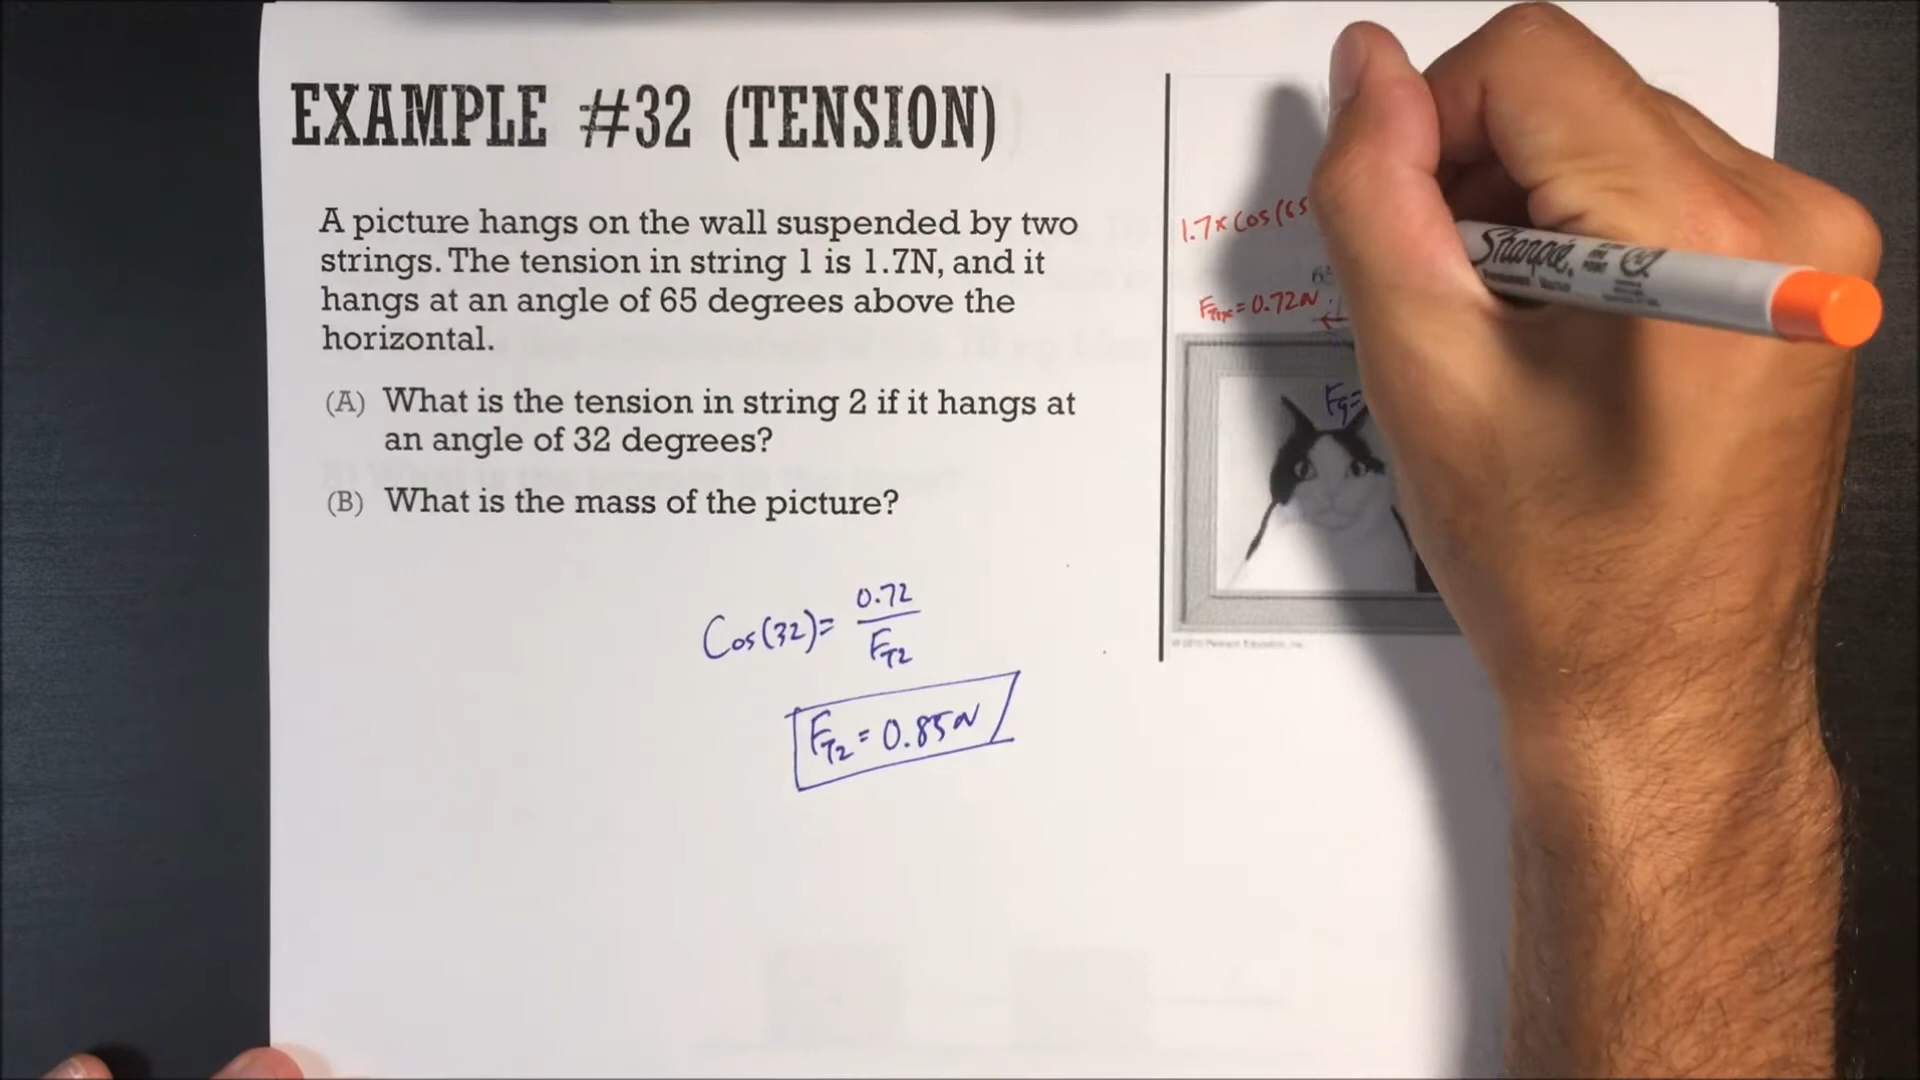 EXAMPLE #32 (TENSION)
A picture hangs on the wall suspended by two
strings. The tension in string 1 is 1.7N, and it
hangs at an angle of 65 degrees above the
horizontal.
(A) What is the tension in string 2 if it hangs at
an angle of 32 degrees?
(B) What is the mass of the picture?
Cos(32) = 0.72
F_T2
F_T2 = 0.85N
1.7 x Cos(65
F_T1x = 0.72N
Fg =
Sharpie